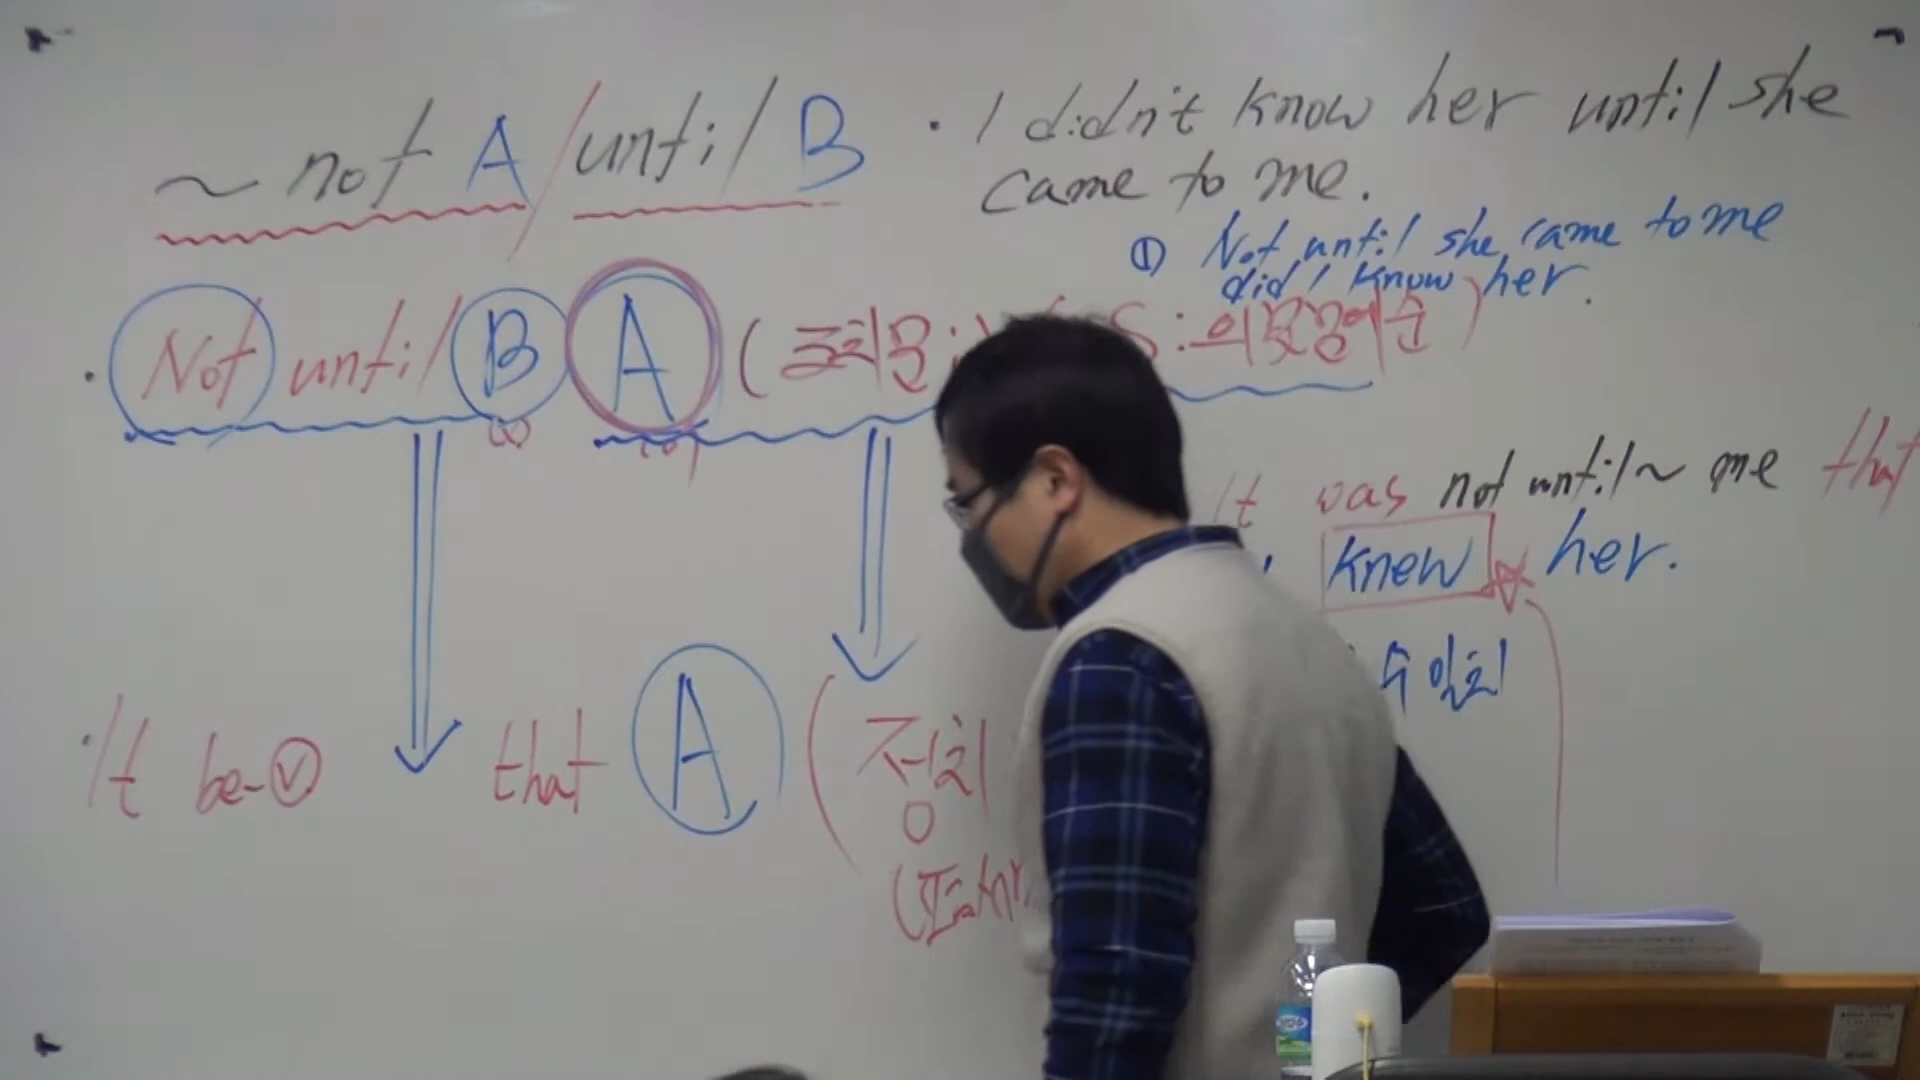 ~ not A / until B
· I didn't know her until she
came to me.
① Not until she came to me
did I know her.
· Not until B A (도치문 S : 의문문어순)
It was not until ~ me that
knew her.
수 일치
It be-Ⓥ that A (정치